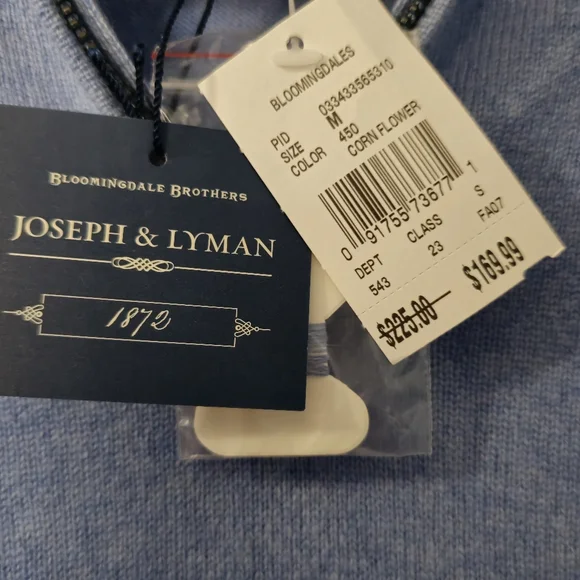 BLOOMINGDALE BROTHERS
JOSEPH & LYMAN
1872
BLOOMINGDALES
PID 033433565310
SIZE M
COLOR 450
CORN FLOWER
0 91755 73677 1
DEPT CLASS S
543 23 FA07
$225.00 $169.99